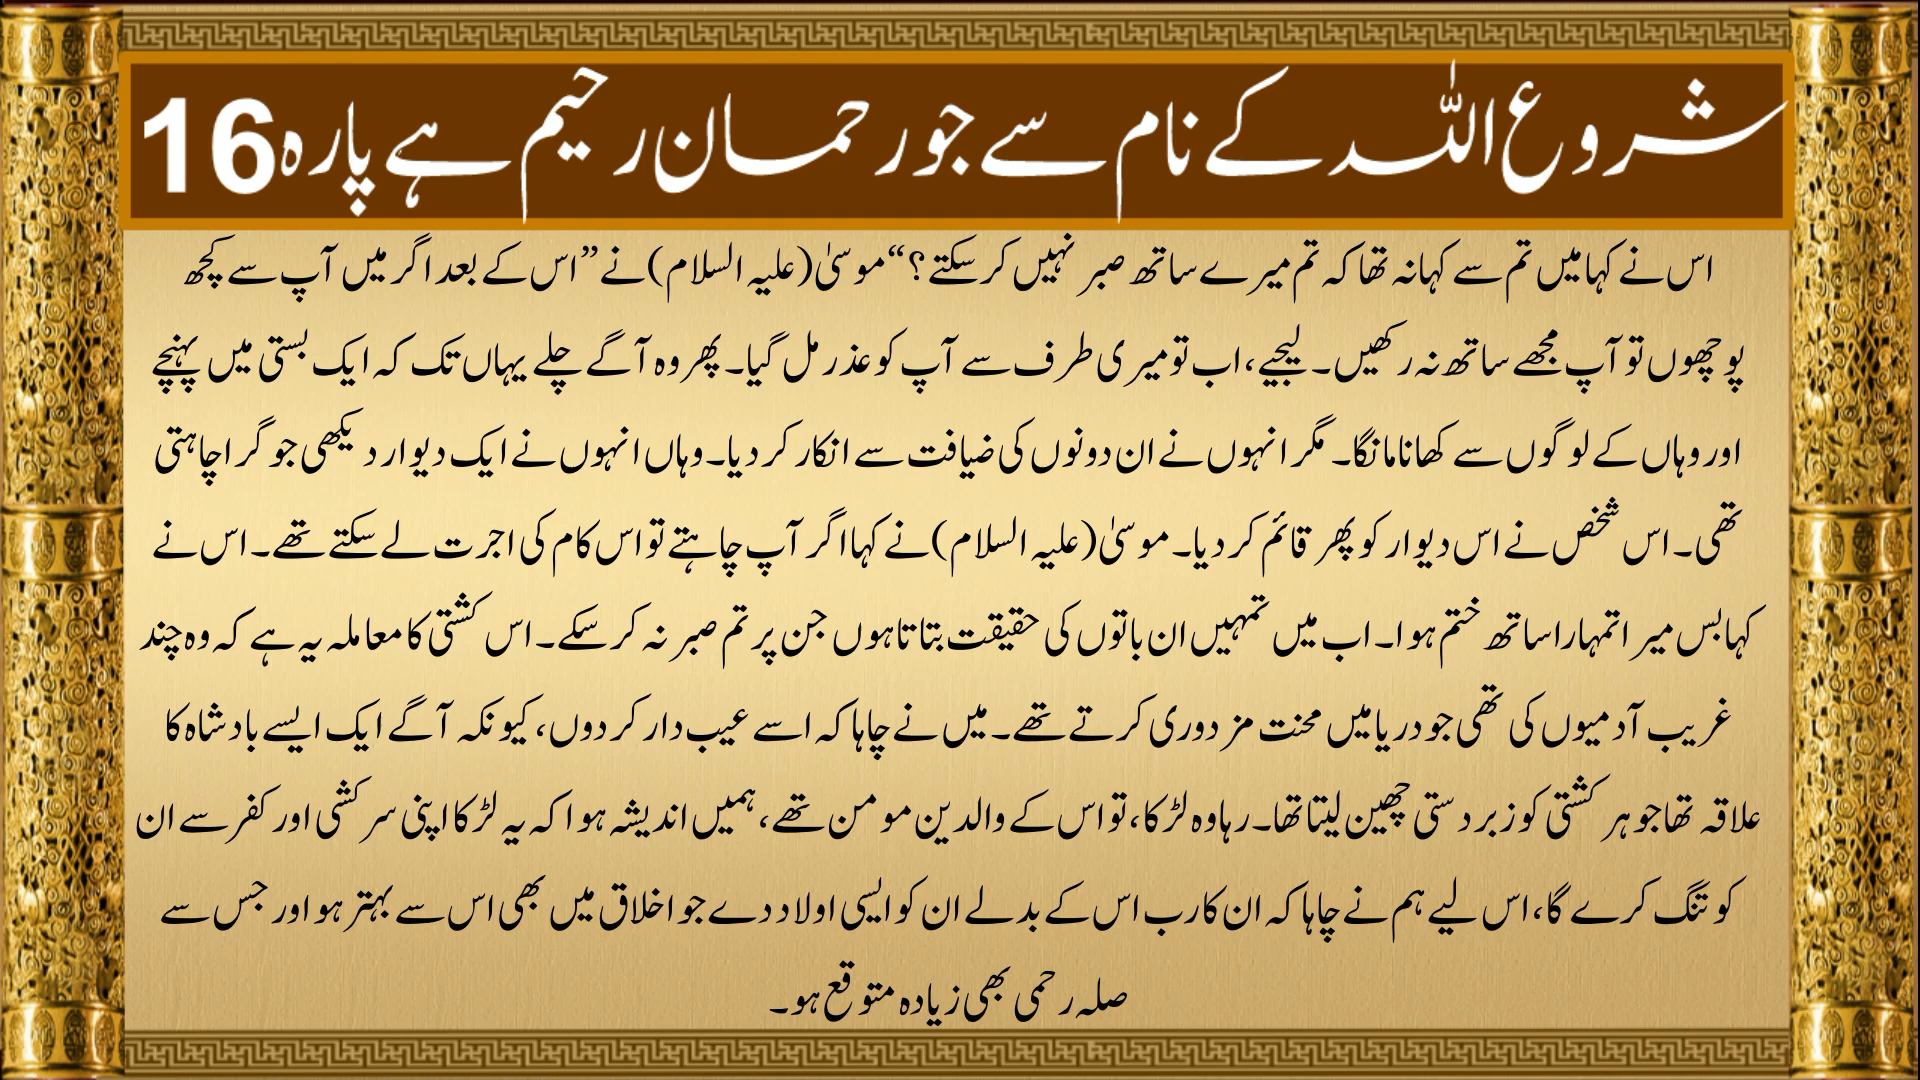 شروع اللہ کے نام سے جو رحمان رحیم ہے پارہ 16
اس نے کہا میں تم سے کہا نہ تھا کہ تم میرے ساتھ صبر نہیں کر سکتے؟“ موسیٰ (علیہ السلام) نے ”اس کے بعد اگر میں آپ سے کچھ
پوچھوں تو آپ مجھے ساتھ نہ رکھیں۔ لیجیے، اب تو میری طرف سے آپ کو عذر مل گیا۔ پھر وہ آگے چلے یہاں تک کہ ایک بستی میں پہنچے
اور وہاں کے لوگوں سے کھانا مانگا۔ مگر انہوں نے ان دونوں کی ضیافت سے انکار کر دیا۔ وہاں انہوں نے ایک دیوار دیکھی جو گرا چاہتی
تھی۔ اس شخص نے اس دیوار کو پھر قائم کر دیا۔ موسیٰ (علیہ السلام) نے کہا اگر آپ چاہتے تو اس کام کی اجرت لے سکتے تھے۔ اس نے
کہا بس میرا تمہارا ساتھ ختم ہوا۔ اب میں تمہیں ان باتوں کی حقیقت بتاتا ہوں جن پر تم صبر نہ کر سکے۔ اس کشتی کا معاملہ یہ ہے کہ وہ چند
غریب آدمیوں کی تھی جو دریا میں محنت مزدوری کرتے تھے۔ میں نے چاہا کہ اسے عیب دار کر دوں، کیونکہ آگے ایک ایسے بادشاہ کا
علاقہ تھا جو ہر کشتی کو زبردستی چھین لیتا تھا۔ رہا وہ لڑکا، تو اس کے والدین مومن تھے، ہمیں اندیشہ ہوا کہ یہ لڑکا اپنی سرکشی اور کفر سے ان
کو تنگ کرے گا، اس لیے ہم نے چاہا کہ ان کا رب اس کے بدلے ان کو ایسی اولاد دے جو اخلاق میں بھی اس سے بہتر ہو اور جس سے
صلہ رحمی بھی زیادہ متوقع ہو۔